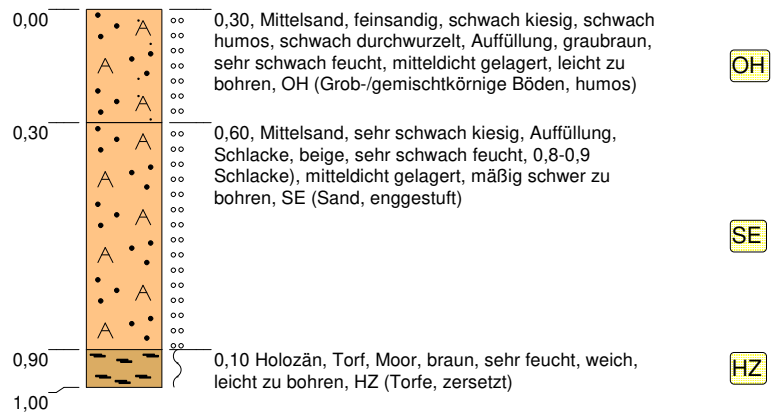 0,00
0,30, Mittelsand, feinsandig, schwach kiesig, schwach
humos, schwach durchwurzelt, Auffüllung, graubraun,
sehr schwach feucht, mitteldicht gelagert, leicht zu
bohren, OH (Grob-/gemischtkörnige Böden, humos)
OH
0,30
0,60, Mittelsand, sehr schwach kiesig, Auffüllung,
Schlacke, beige, sehr schwach feucht, 0,8-0,9
Schlacke), mitteldicht gelagert, mäßig schwer zu
bohren, SE (Sand, enggestuft)
SE
0,90
0,10 Holozän, Torf, Moor, braun, sehr feucht, weich,
leicht zu bohren, HZ (Torfe, zersetzt)
HZ
1,00
A
A
A
A
A
A
A
A
A
A